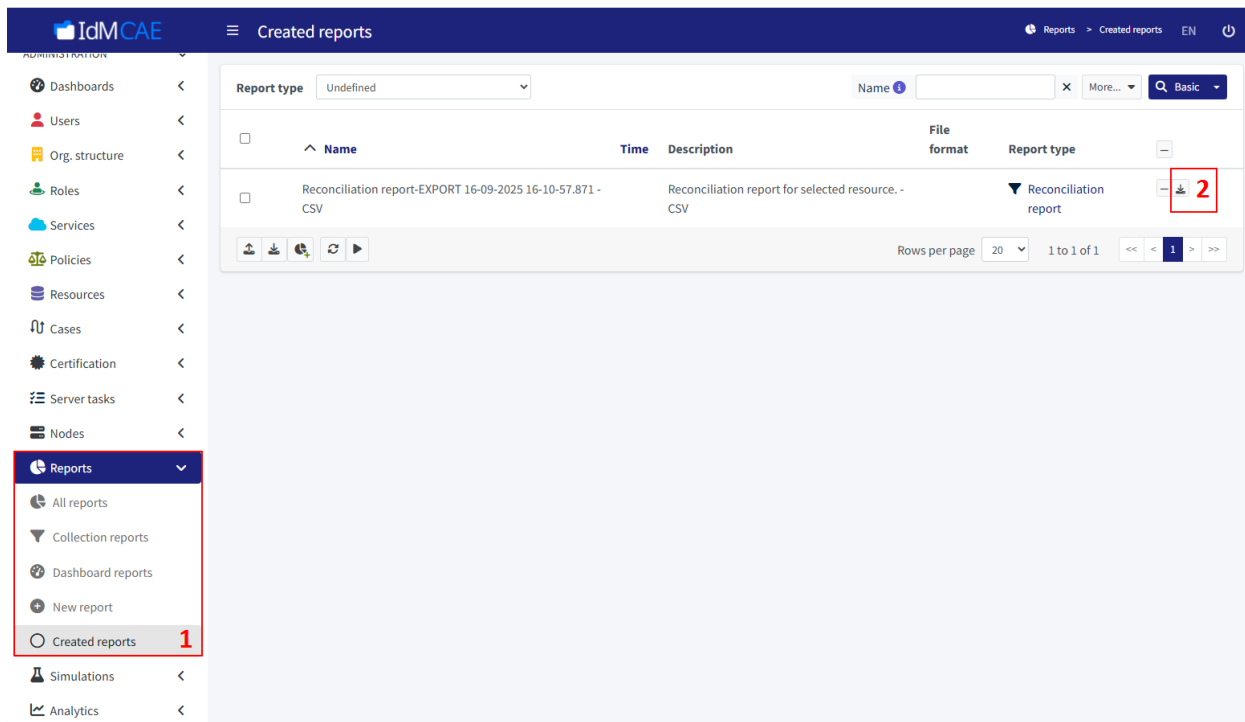 IdMCAE
Created reports
Reports > Created reports EN
ADMINISTRATION
Dashboards
Users
Org. structure
Roles
Services
Policies
Resources
Cases
Certification
Server tasks
Nodes
Reports
All reports
Collection reports
Dashboard reports
New report
Created reports 1
Simulations
Analytics
Report type Undefined Name More... Basic
Name Time Description File format Report type
Reconciliation report-EXPORT 16-09-2025 16-10-57.871 -
CSV
Reconciliation report for selected resource. -
CSV
Reconciliation
report
2
Rows per page 20 1 to 1 of 1 << < 1 > >>